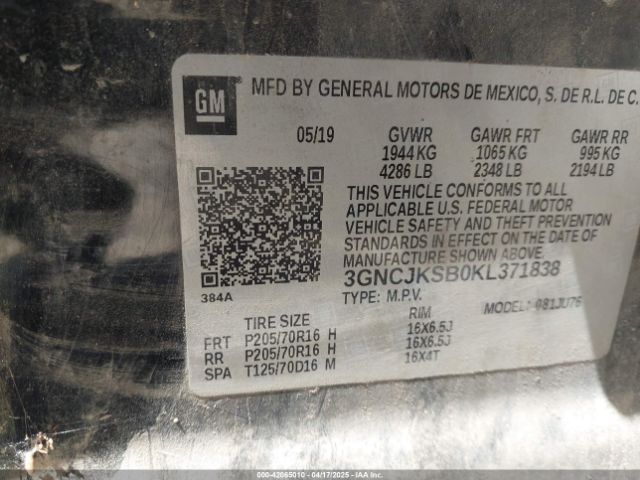 GM
MFD BY GENERAL MOTORS DE MEXICO, S. DE R.L. DE C.
05/19 GVWR GAWR FRT GAWR RR
1944 KG 1065 KG 995 KG
4286 LB 2348 LB 2194 LB
THIS VEHICLE CONFORMS TO ALL
APPLICABLE U.S. FEDERAL MOTOR
VEHICLE SAFETY AND THEFT PREVENTION
STANDARDS IN EFFECT ON THE DATE OF
MANUFACTURE SHOWN ABOVE.
3GNCJKSB0KL371838
384A
TYPE: M.P.V. MODEL: 981JU76
TIRE SIZE RIM
FRT P205/70R16 H 16X6.5J
RR P205/70R16 H 16X6.5J
SPA T125/70D16 M 16X4T
000-42065010 - 04/17/2025 - IAAC, Inc.